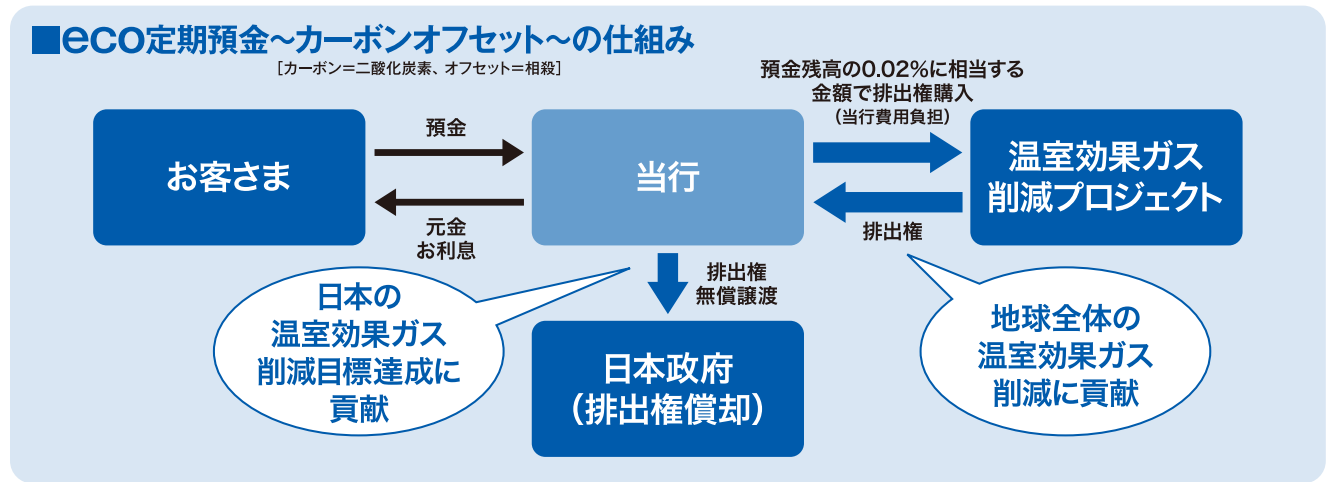 ■eco定期預金～カーボンオフセット～の仕組み
［カーボン＝二酸化炭素、オフセット＝相殺］
預金残高の0.02%に相当する
金額で排出権購入
（当行費用負担）
お客さま
預金
元金
お利息
当行
排出権
温室効果ガス
削減プロジェクト
排出権
無償譲渡
日本の
温室効果ガス
削減目標達成に
貢献
日本政府
（排出権償却）
地球全体の
温室効果ガス
削減に貢献